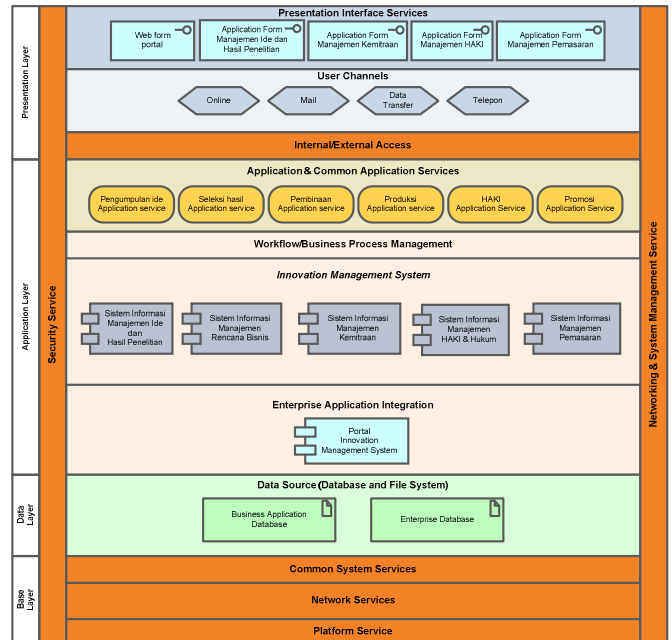 Presentation Layer
Presentation Interface Services
Web form
portal
Application Form
Manajemen Ide dan
Hasil Penelitian
Application Form
Manajemen Kemitraan
Application Form
Manajemen HAKI
Application Form
Manajemen Pemasaran
User Channels
Online
Mail
Data
Transfer
Telepon
Internal/External Access
Security Service
Networking & System Management Service
Application Layer
Application & Common Application Services
Pengumpulan ide
Application service
Seleksi hasil
Application service
Pembinaan
Application service
Produksi
Application service
HAKI
Application Service
Promosi
Application Service
Workflow/Business Process Management
Innovation Management System
Sistem Informasi
Manajemen Ide
dan
Hasil Penelitian
Sistem Informasi
Manajemen
Rencana Bisnis
Sistem Informasi
Manajemen
Kemitraan
Sistem Informasi
Manajemen
HAKI & Hukum
Sistem Informasi
Manajemen
Pemasaran
Enterprise Application Integration
Portal
Innovation
Management System
Data
Layer
Data Source(Database and File System)
Business Application
Database
Enterprise Database
Base
Layer
Common System Services
Network Services
Platform Service